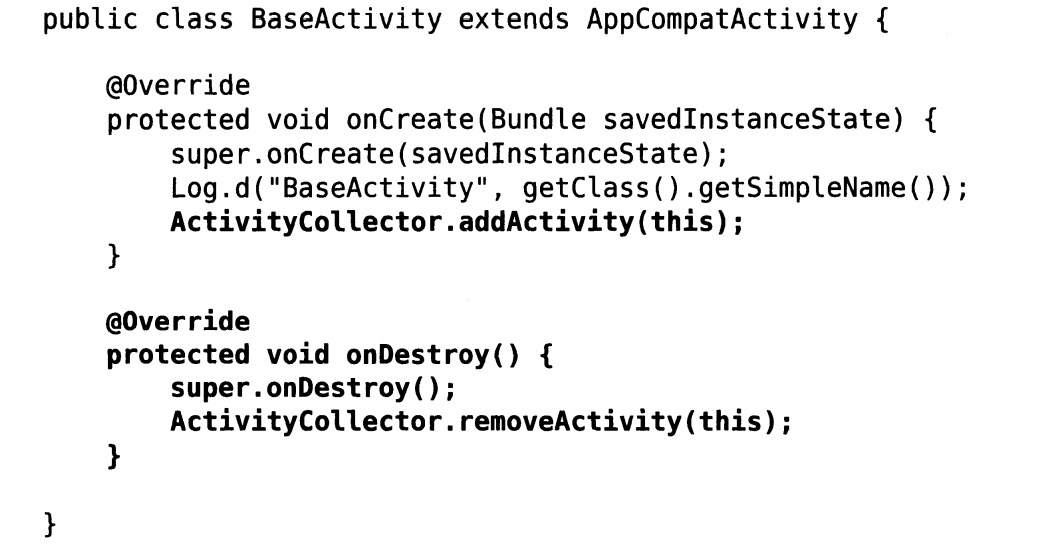 public class BaseActivity extends AppCompatActivity {
@Override
protected void onCreate(Bundle savedInstanceState) {
super.onCreate(savedInstanceState);
Log.d("BaseActivity", getClass().getSimpleName());
ActivityCollector.addActivity(this);
}
@Override
protected void onDestroy() {
super.onDestroy();
ActivityCollector.removeActivity(this);
}
}